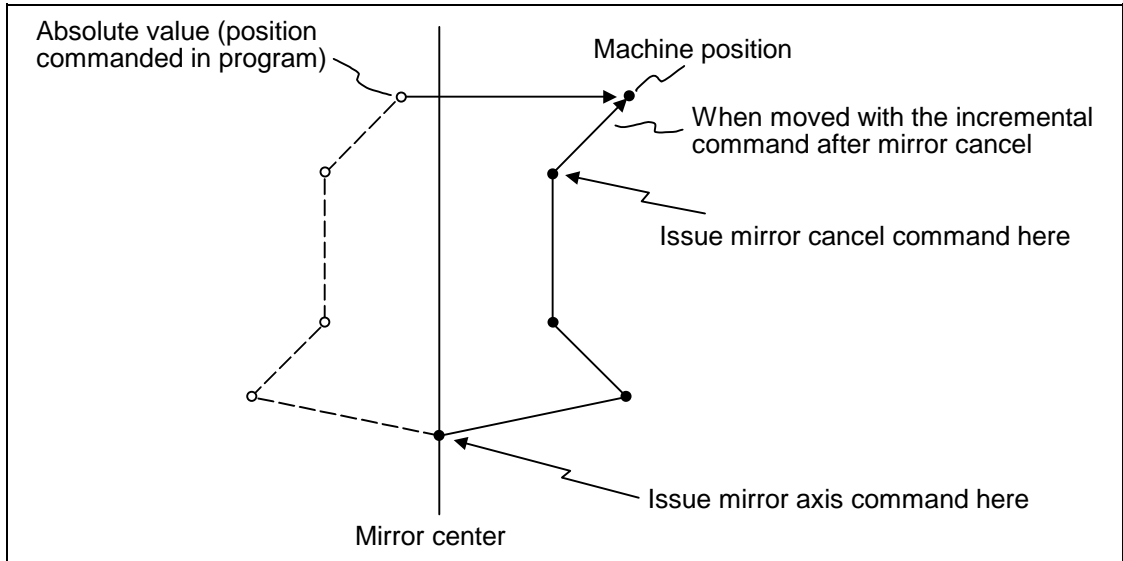 Absolute value (position
commanded in program)
Machine position
When moved with the incremental
command after mirror cancel
Issue mirror cancel command here
Issue mirror axis command here
Mirror center